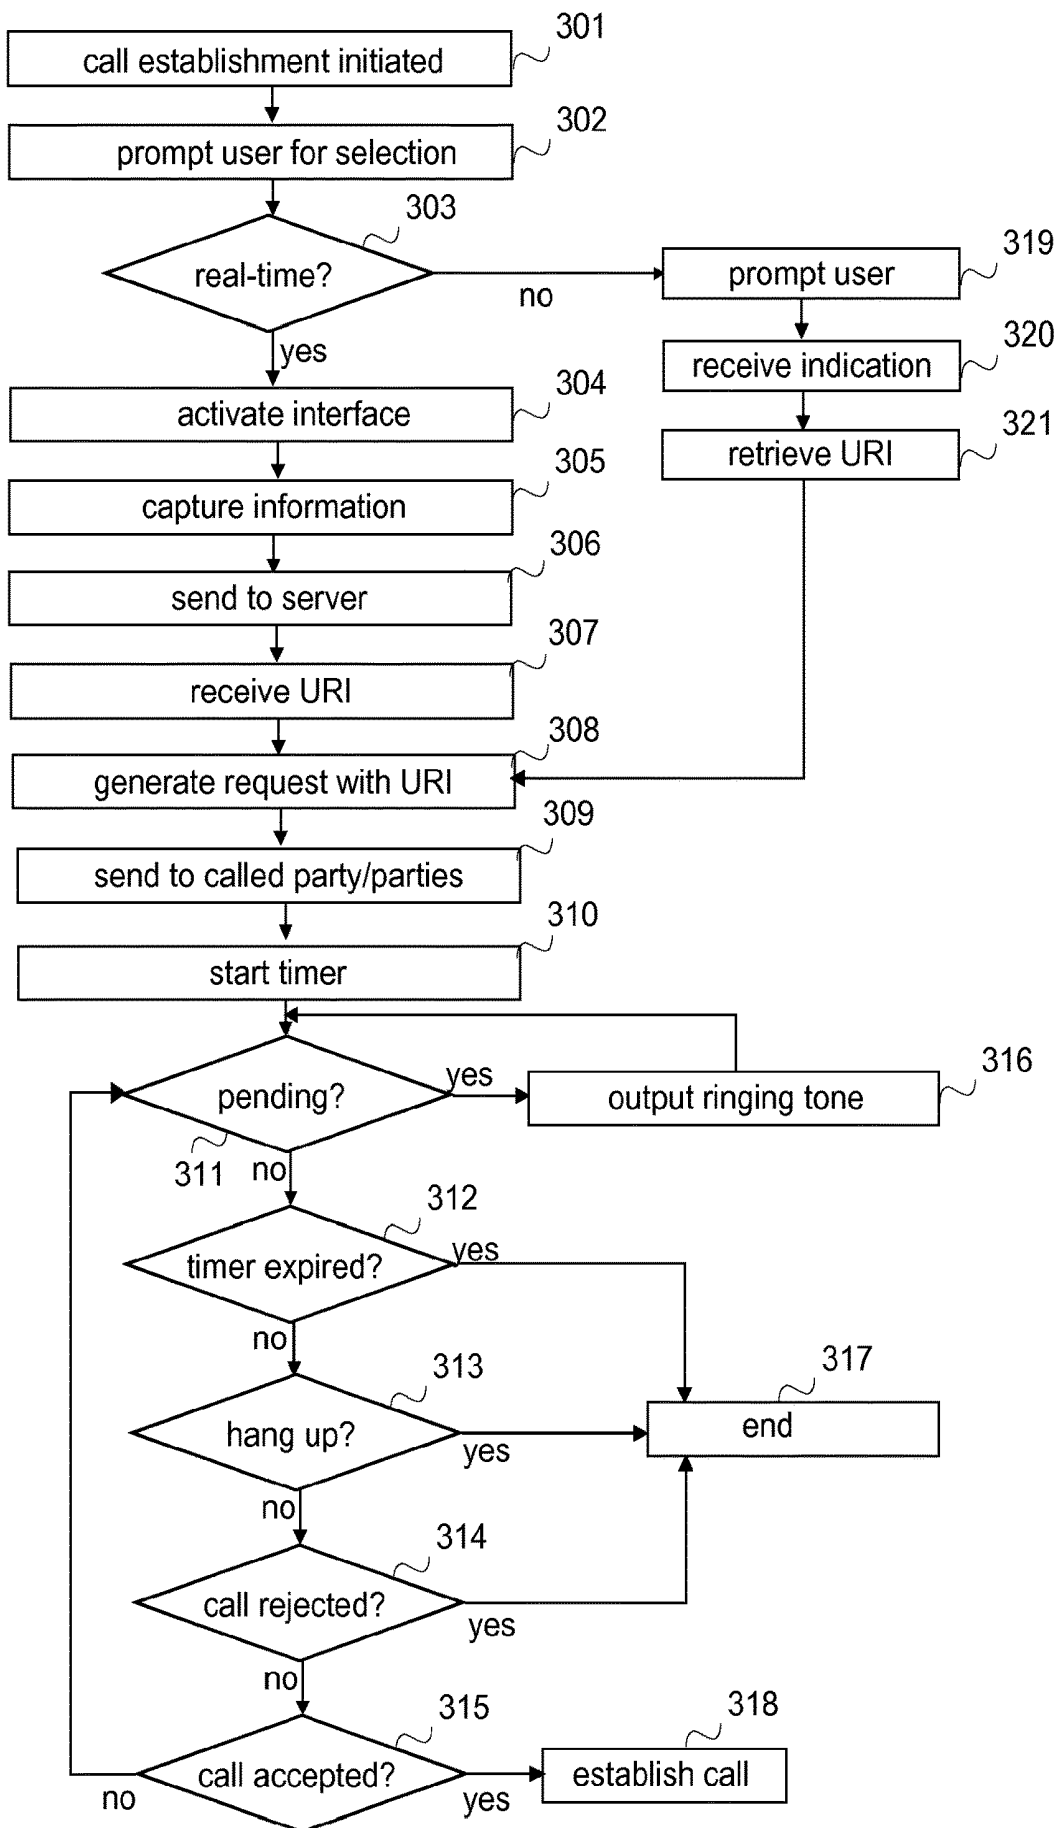 301
call establishment initiated
302
prompt user for selection
303
real-time?
no
yes
319
prompt user
320
receive indication
321
retrieve URI
304
activate interface
305
capture information
306
send to server
307
receive URI
308
generate request with URI
309
send to called party/parties
310
start timer
pending?
yes
316
output ringing tone
311
no
312
timer expired?
yes
no
313
hang up?
yes
317
end
no
314
call rejected?
yes
no
315
call accepted?
no
yes
318
establish call